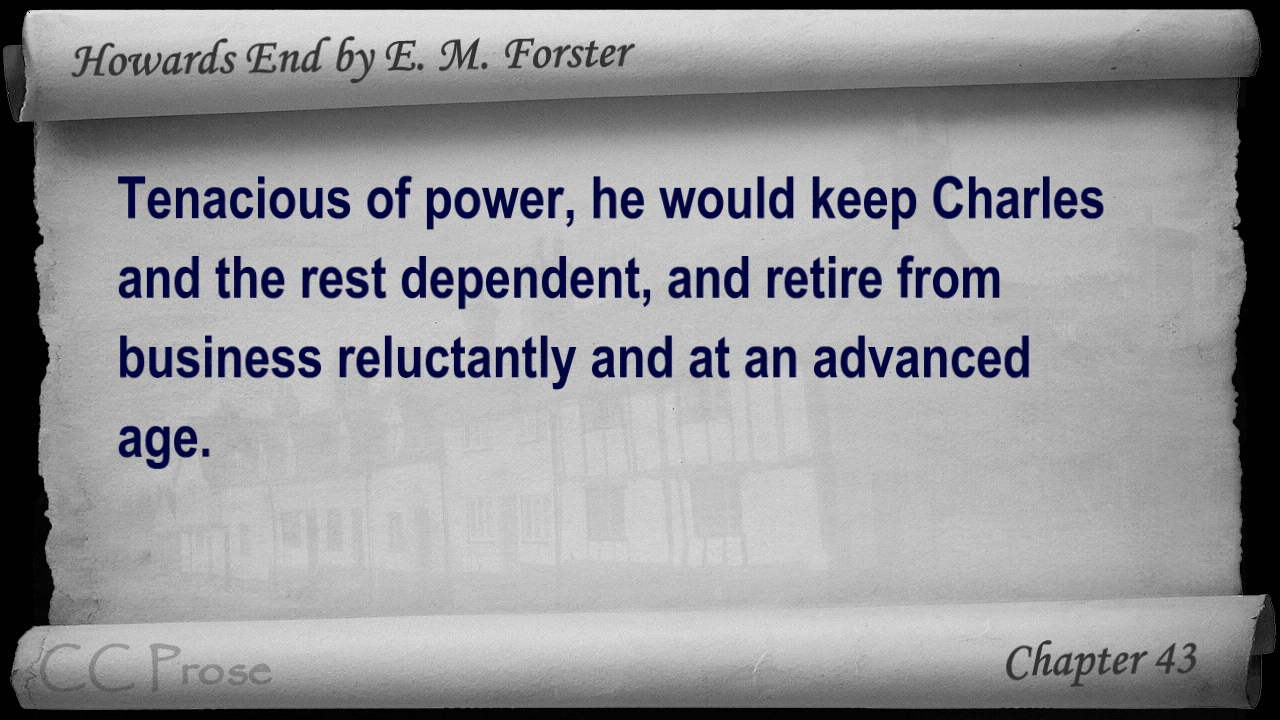 Howards End by E. M. Forster
Tenacious of power, he would keep Charles
and the rest dependent, and retire from
business reluctantly and at an advanced
age.
CC Prose
Chapter 43